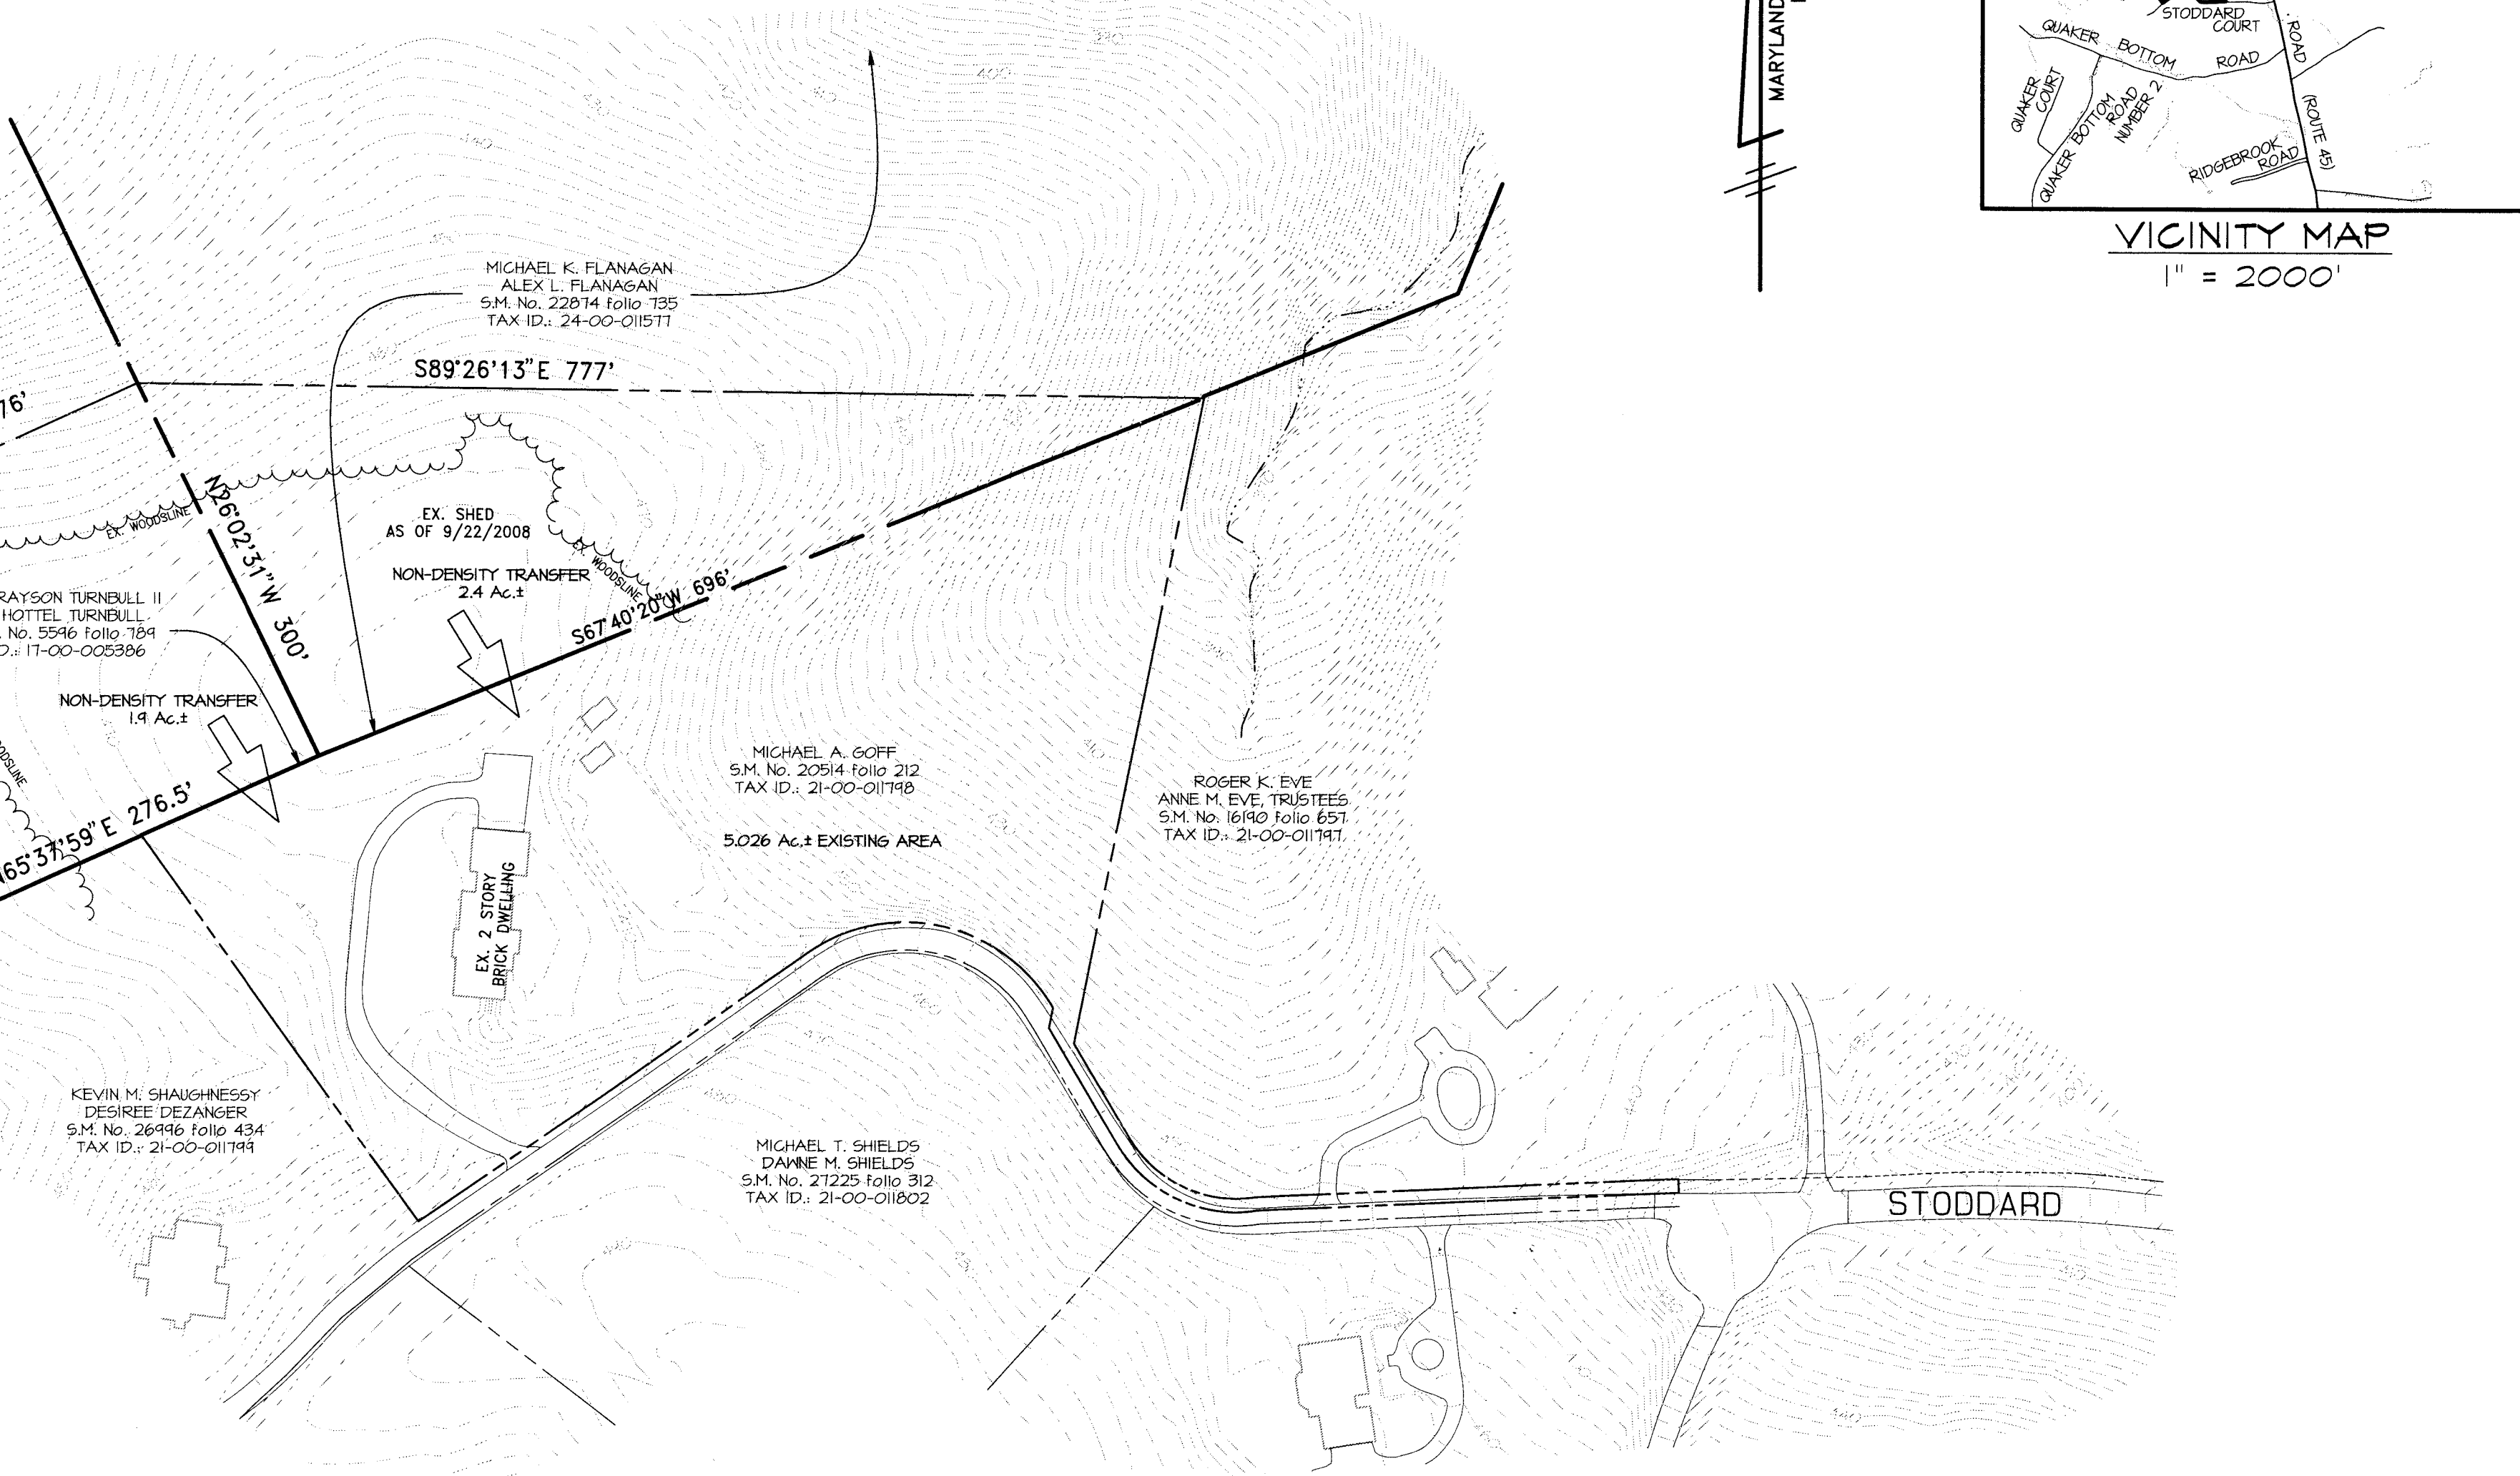 MARYLAND
STODDARD
COURT
QUAKER BOTTOM ROAD
ROAD
QUAKER
COURT
QUAKER BOTTOM
ROAD
NUMBER 2
(ROUTE 45)
RIDGEBROOK
ROAD
VICINITY MAP
1" = 2000'
MICHAEL K. FLANAGAN
ALEX L. FLANAGAN
S.M. No. 22874 folio 735
TAX ID.: 24-00-011577
S89°26'13"E 777'
76'
EX. WOODSLINE
N26°02'31"W 300'
EX. SHED
AS OF 9/22/2008
EX. WOODSLINE
NON-DENSITY TRANSFER
2.4 Ac.±
S67°40'20"W 696'
RAYSON TURNBULL II
HOTTEL TURNBULL
. No. 5596 folio 789
D.: 17-00-005386
NON-DENSITY TRANSFER
1.9 Ac.±
ODSLINE
65°37'59"E 276.5'
MICHAEL A. GOFF
S.M. No. 20514 folio 212
TAX ID.: 21-00-011798
5.026 Ac.± EXISTING AREA
ROGER K. EVE
ANNE M. EVE, TRUSTEES
S.M. No. 16190 folio 657
TAX ID.: 21-00-011797
EX. 2 STORY
BRICK DWELLING
KEVIN M. SHAUGHNESSY
DESIREE DEZANGER
S.M. No. 26996 folio 434
TAX ID.: 21-00-011799
MICHAEL T. SHIELDS
DAWNE M. SHIELDS
S.M. No. 27225 folio 312
TAX ID.: 21-00-011802
STODDARD
400